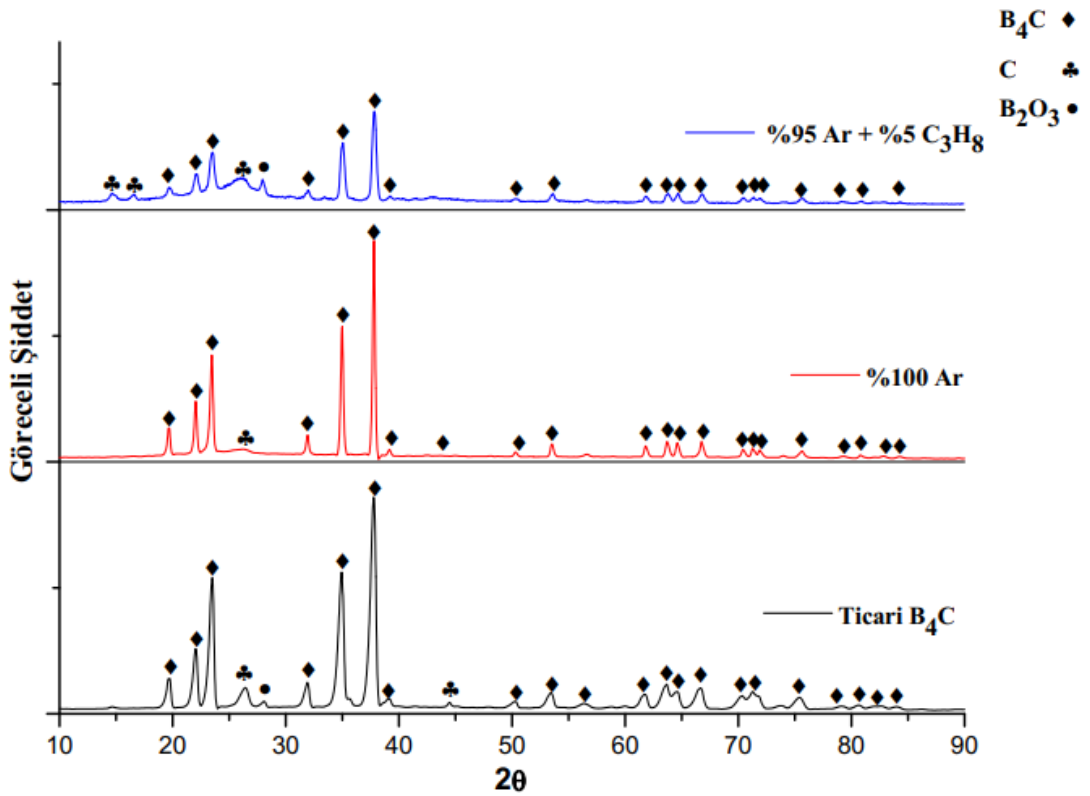 B4C ♦
C ♣
B2O3 ●
%95 Ar + %5 C3H8
%100 Ar
Ticari B4C
Göreceli Şiddet
10 20 30 40 50 60 70 80 90
2θ